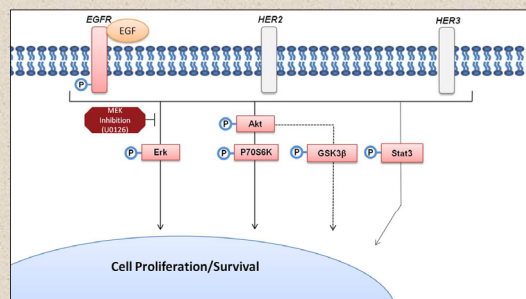 EGFR
EGF
HER2
HER3
P
MEK
Inhibition
(U0126)
P
Akt
P
Erk
P
P70S6K
P
GSK3β
P
Stat3
Cell Proliferation/Survival